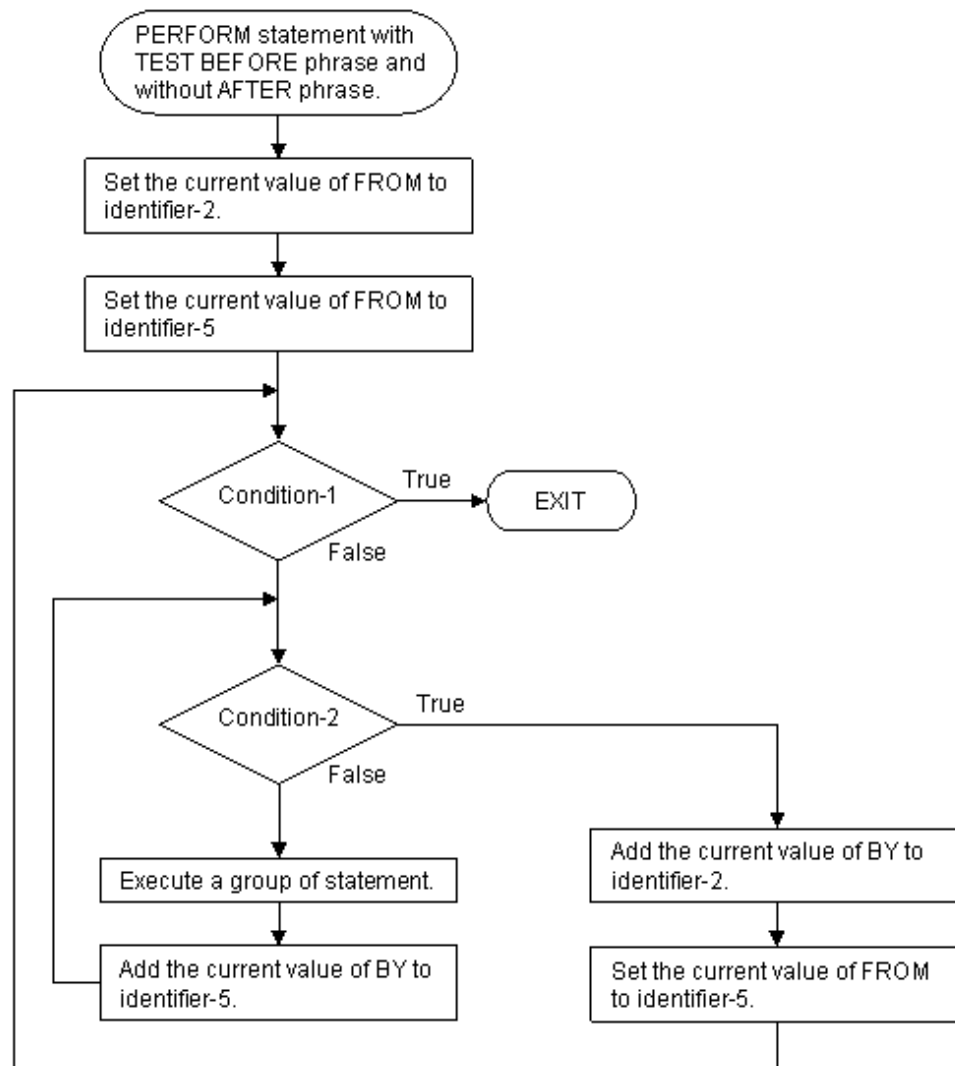 PERFORM statement with
TEST BEFORE phrase and
without AFTER phrase.
Set the current value of FROM to
identifier-2.
Set the current value of FROM to
identifier-5
Condition-1
True
EXIT
False
Condition-2
True
False
Execute a group of statement.
Add the current value of BY to
identifier-5.
Add the current value of BY to
identifier-2.
Set the current value of FROM
to identifier-5.